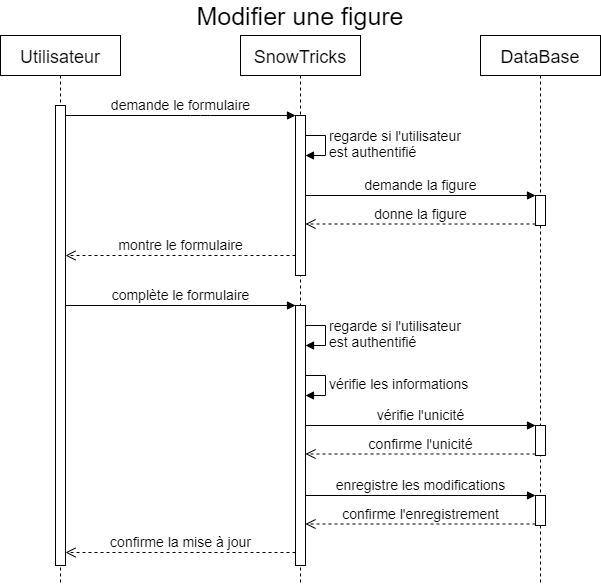 Modifier une figure
Utilisateur
SnowTricks
DataBase
demande le formulaire
regarde si l'utilisateur
est authentifié
demande la figure
donne la figure
montre le formulaire
complète le formulaire
regarde si l'utilisateur
est authentifié
vérifie les informations
vérifie l'unicité
confirme l'unicité
enregistre les modifications
confirme l'enregistrement
confirme la mise à jour